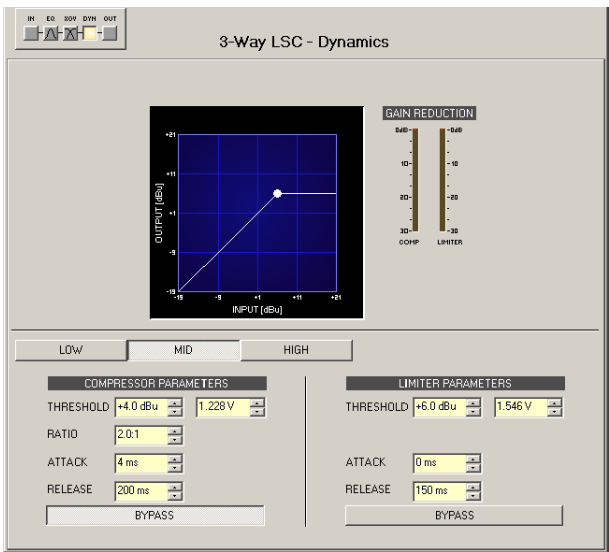 IN EQ XOV DYN OUT
3-Way LSC - Dynamics
GAIN REDUCTION
0dB 0dB
10 10
20 20
30 30
COMP LIMITER
OUTPUT [dBu]
+21
+11
+1
-9
-19
-19 -9 +1 +11 +21
INPUT [dBu]
LOW MID HIGH
COMPRESSOR PARAMETERS
THRESHOLD +4.0 dBu 1.228 V
RATIO 2.0:1
ATTACK 4 ms
RELEASE 200 ms
BYPASS
LIMITER PARAMETERS
THRESHOLD +6.0 dBu 1.546 V
ATTACK 0 ms
RELEASE 150 ms
BYPASS